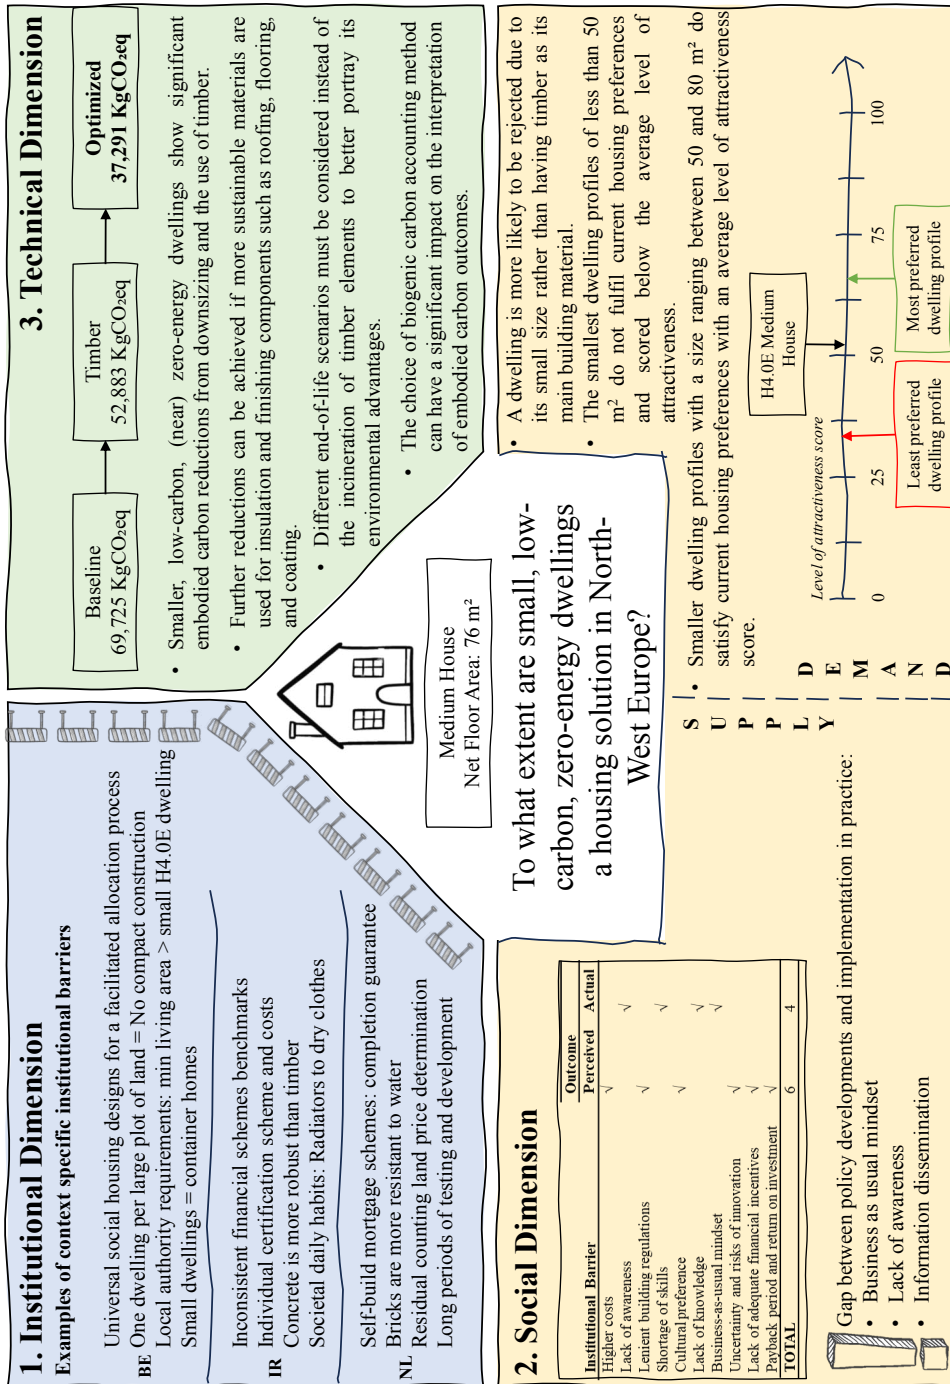 1. Institutional Dimension
Examples of context specific institutional barriers
BE
Universal social housing designs for a facilitated allocation process
One dwelling per large plot of land = No compact construction
Local authority requirements: min living area > small H4.0E dwelling
Small dwellings = container homes
IR
Inconsistent financial schemes benchmarks
Individual certification scheme and costs
Concrete is more robust than timber
Societal daily habits: Radiators to dry clothes
NL
Self-build mortgage schemes: completion guarantee
Bricks are more resistant to water
Residual counting land price determination
Long periods of testing and development
3. Technical Dimension
Baseline
69,725 KgCO₂eq
Timber
52,883 KgCO₂eq
Optimized
37,291 KgCO₂eq
• Smaller, low-carbon, (near) zero-energy dwellings show significant
embodied carbon reductions from downsizing and the use of timber.
• Further reductions can be achieved if more sustainable materials are
used for insulation and finishing components such as roofing, flooring,
and coating.
• Different end-of-life scenarios must be considered instead of
the incineration of timber elements to better portray its
environmental advantages.
• The choice of biogenic carbon accounting method
can have a significant impact on the interpretation
of embodied carbon outcomes.
Medium House
Net Floor Area: 76 m²
To what extent are small, low-
carbon, zero-energy dwellings
a housing solution in North-
West Europe?
2. Social Dimension
Outcome
Institutional Barrier Perceived Actual
Higher costs √
Lack of awareness √
Lenient building regulations √
Shortage of skills √
Cultural preference √
Lack of knowledge √
Business-as-usual mindset √
Uncertainty and risks of innovation √
Lack of adequate financial incentives √
Payback period and return on investment √
TOTAL 6 4
Gap between policy developments and implementation in practice:
• Business as usual mindset
• Lack of awareness
• Information dissemination
SUPPLY
DEMAND
• A dwelling is more likely to be rejected due to
its small size rather than having timber as its
main building material.
• The smallest dwelling profiles of less than 50
m² do not fulfil current housing preferences
and scored below the average level of
attractiveness.
• Smaller dwelling profiles with a size ranging between 50 and 80 m² do
satisfy current housing preferences with an average level of attractiveness
score.
H4.0E Medium
House
Level of attractiveness score
0 25 50 75 100
Least preferred
dwelling profile
Most preferred
dwelling profile